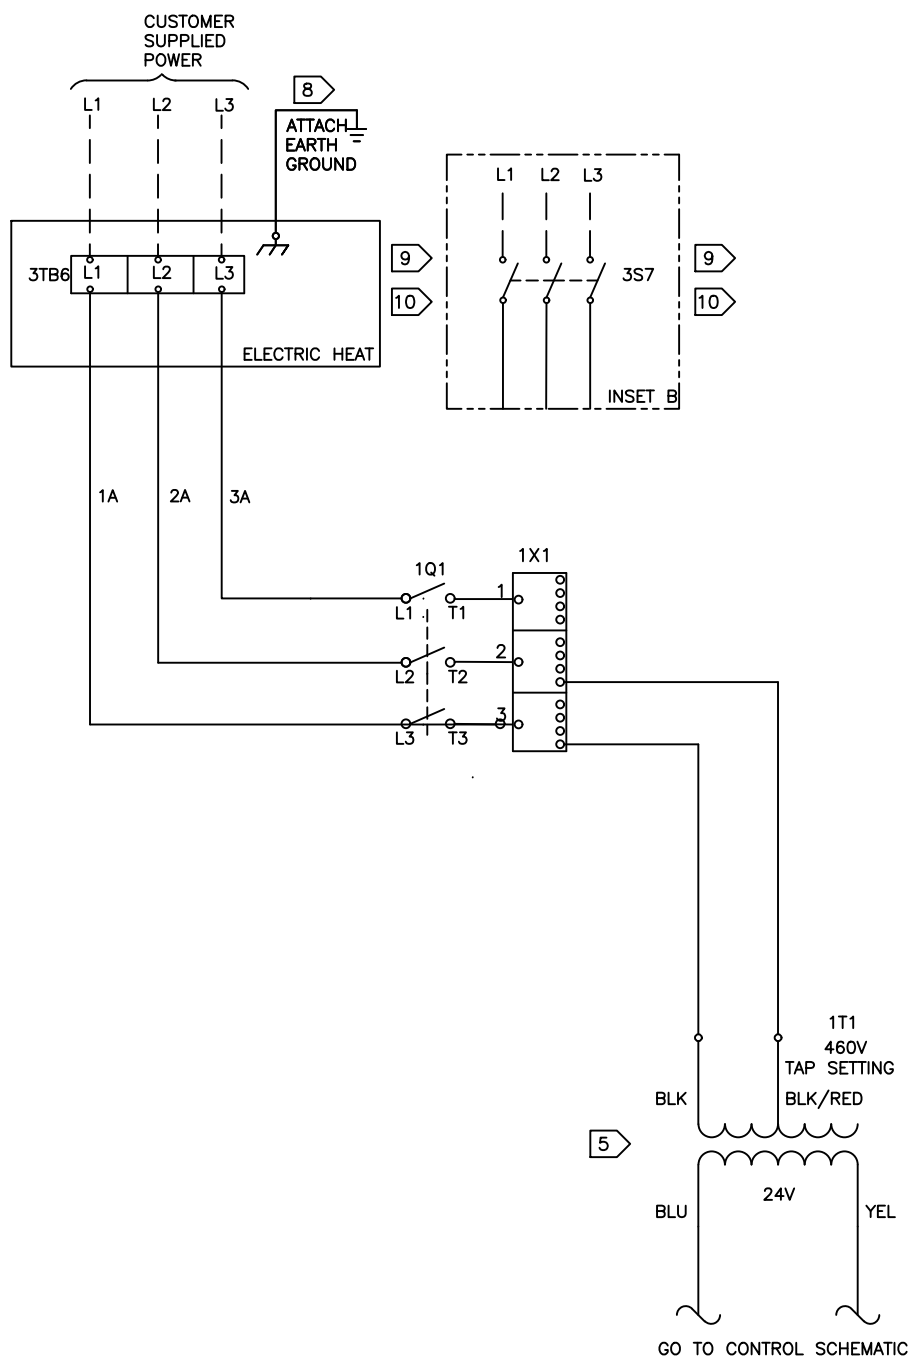 CUSTOMER
SUPPLIED
POWER
L1 L2 L3
8
ATTACH
EARTH
GROUND
L1 L2 L3
3TB6 L1 L2 L3
9
3S7
9
10
10
ELECTRIC HEAT
INSET B
1A 2A 3A
1X1
1Q1
1
L1 T1
2
L2 T2
3
L3 T3
1T1
460V
TAP SETTING
BLK BLK/RED
5
24V
BLU YEL
GO TO CONTROL SCHEMATIC